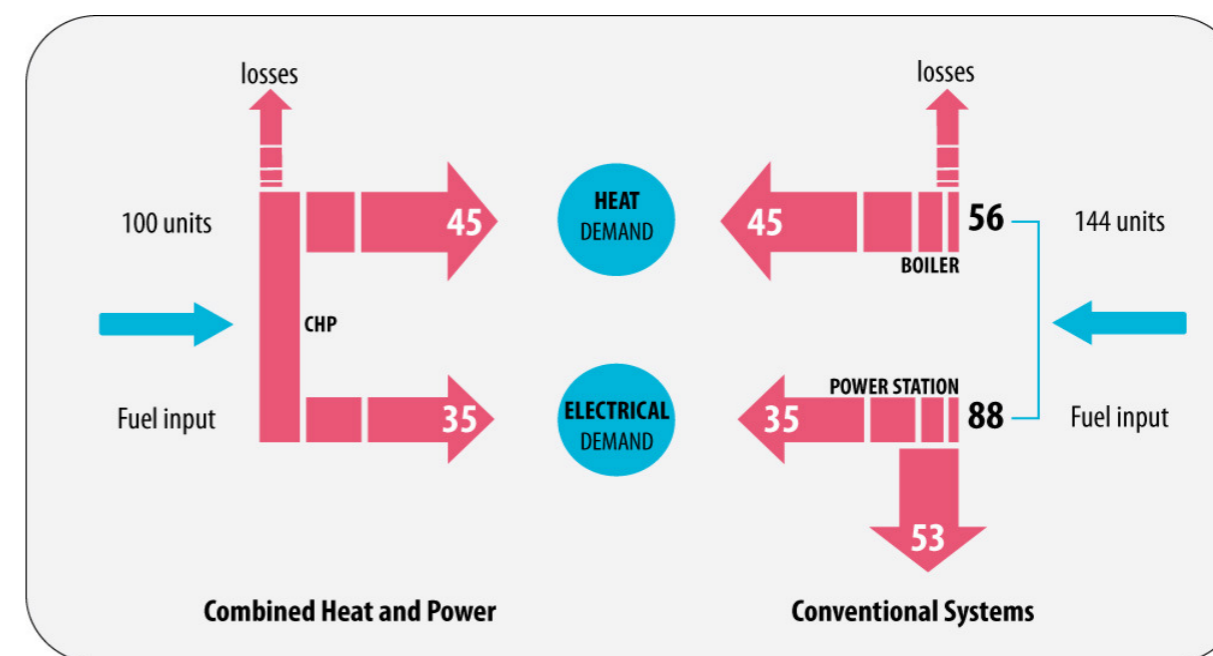 losses
losses
100 units
45
HEAT
DEMAND
45
56
144 units
BOILER
CHP
POWER STATION
Fuel input
35
ELECTRICAL
DEMAND
35
88
Fuel input
53
Combined Heat and Power
Conventional Systems